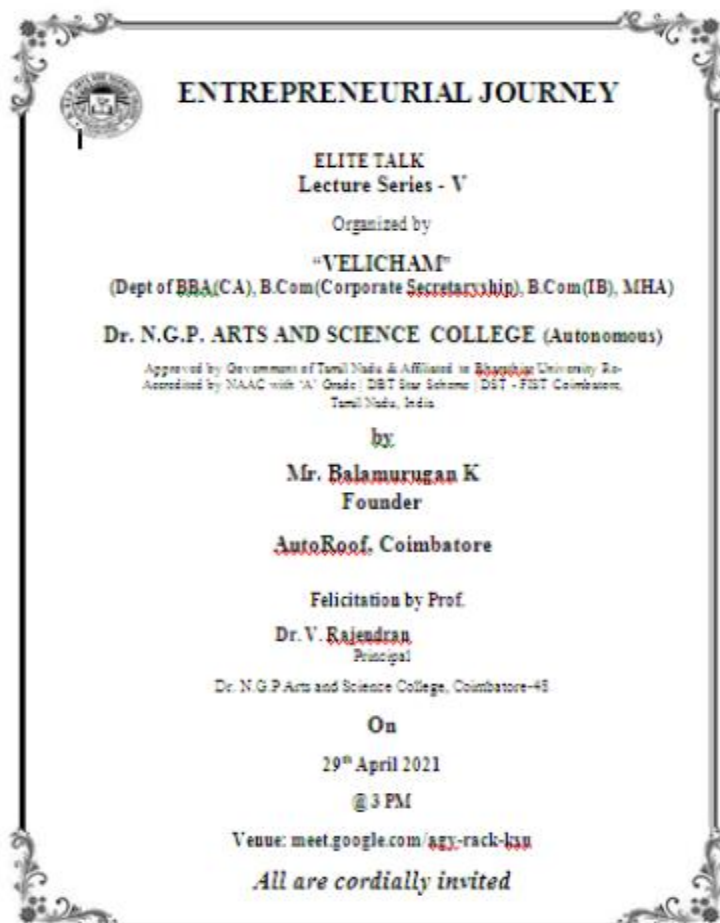 ENTREPRENEURIAL JOURNEY
ELITE TALK
Lecture Series - V
Organized by
“VELICHAM”
(Dept of BBA(CA), B.Com(Corporate Secretaryship), B.Com(IB), MHA)
Dr. N.G.P. ARTS AND SCIENCE COLLEGE (Autonomous)
Approved by Government of Tamil Nadu & Affiliated to Bharathiar University Re-
Accredited by NAAC with 'A' Grade | DBT Star Scheme | DST - FIST Coimbatore,
Tamil Nadu, India
by
Mr. Balamurugan K
Founder
AutoRoof, Coimbatore
Felicitation by Prof.
Dr. V. Rajendran
Principal
Dr. N.G.P Arts and Science College, Coimbatore-48
On
29th April 2021
@ 3 PM
Venue: meet.google.com/agy-rack-ksu
All are cordially invited